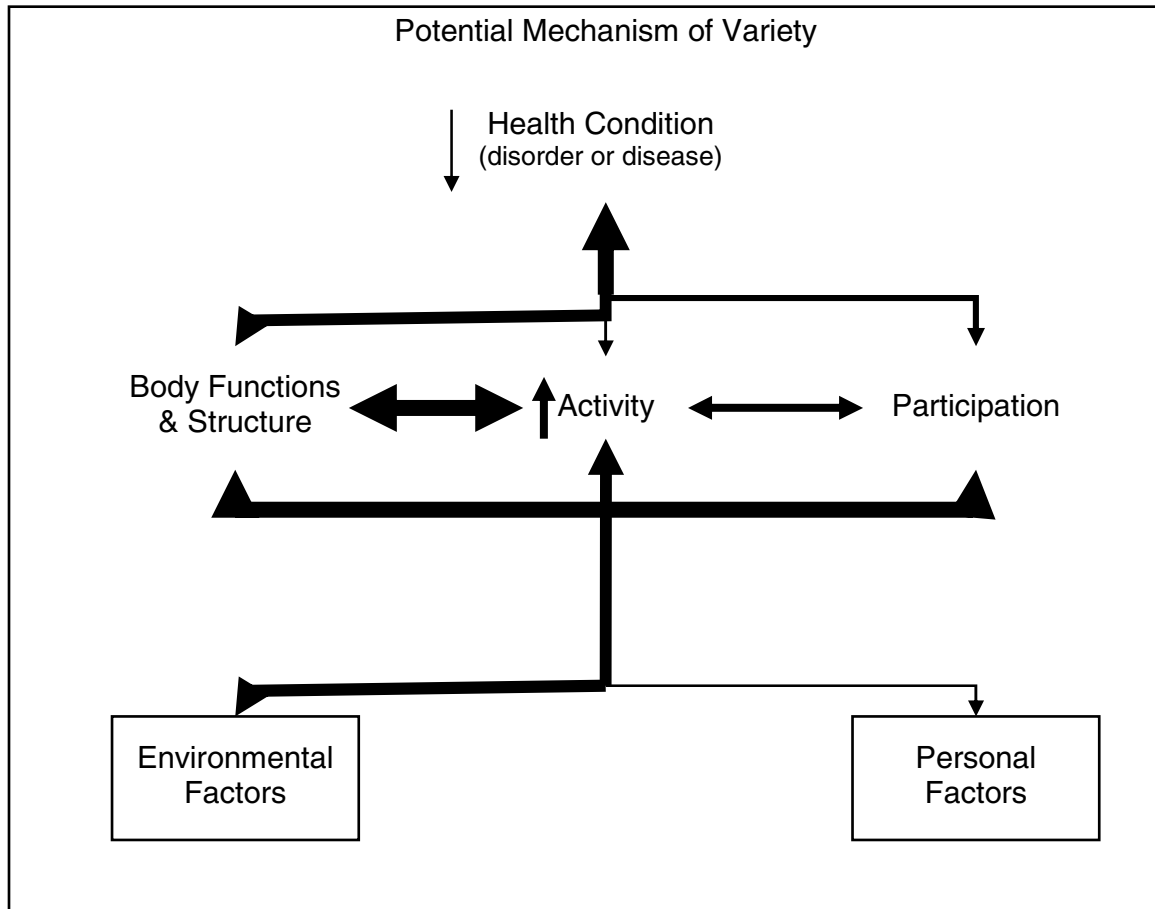 Potential Mechanism of Variety
Health Condition
(disorder or disease)
Body Functions
& Structure
Activity
Participation
Environmental
Factors
Personal
Factors